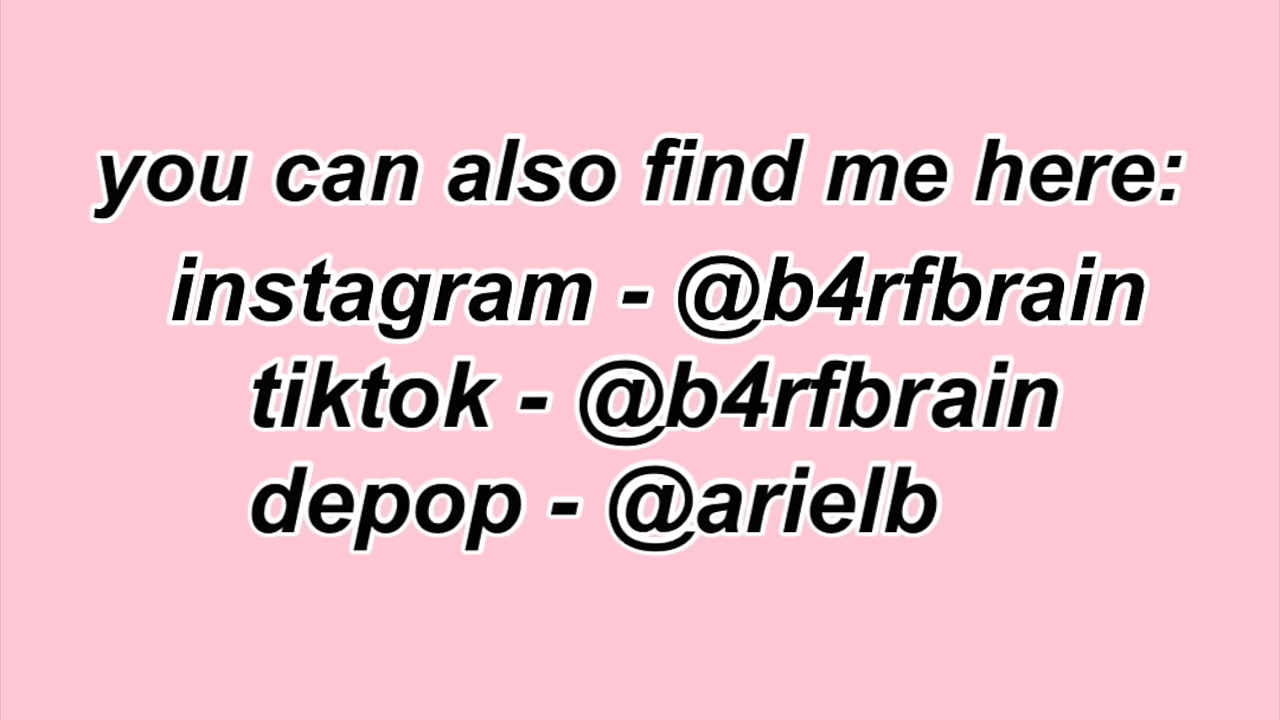 you can also find me here:
instagram - @b4rfbrain
tiktok - @b4rfbrain
depop - @arielb